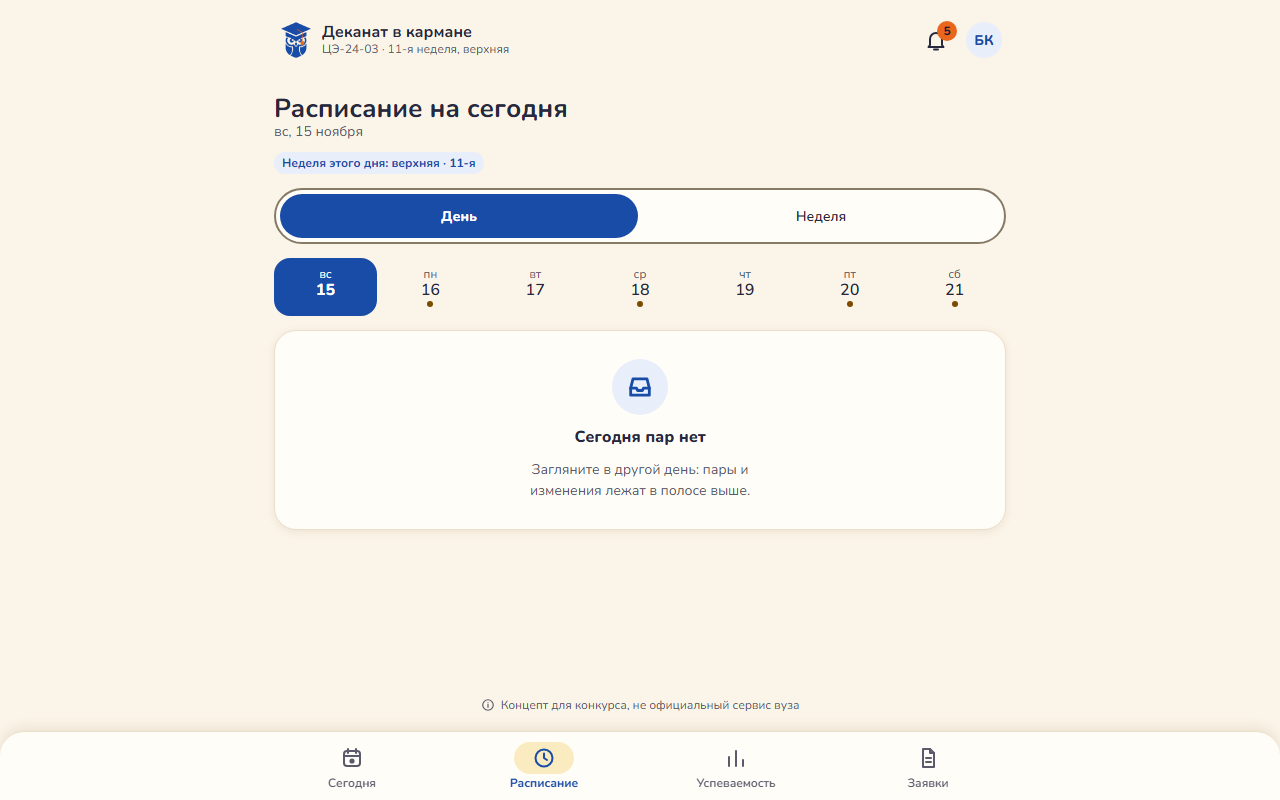 Деканат в кармане
ЦЭ-24-03 · 11-я неделя, верхняя
5
БК
Расписание на сегодня
вс, 15 ноября
Неделя этого дня: верхняя · 11-я
День
Неделя
вс
15
пн
16
вт
17
ср
18
чт
19
пт
20
сб
21
Сегодня пар нет
Загляните в другой день: пары и
изменения лежат в полосе выше.
Концепт для конкурса, не официальный сервис вуза
Сегодня
Расписание
Успеваемость
Заявки